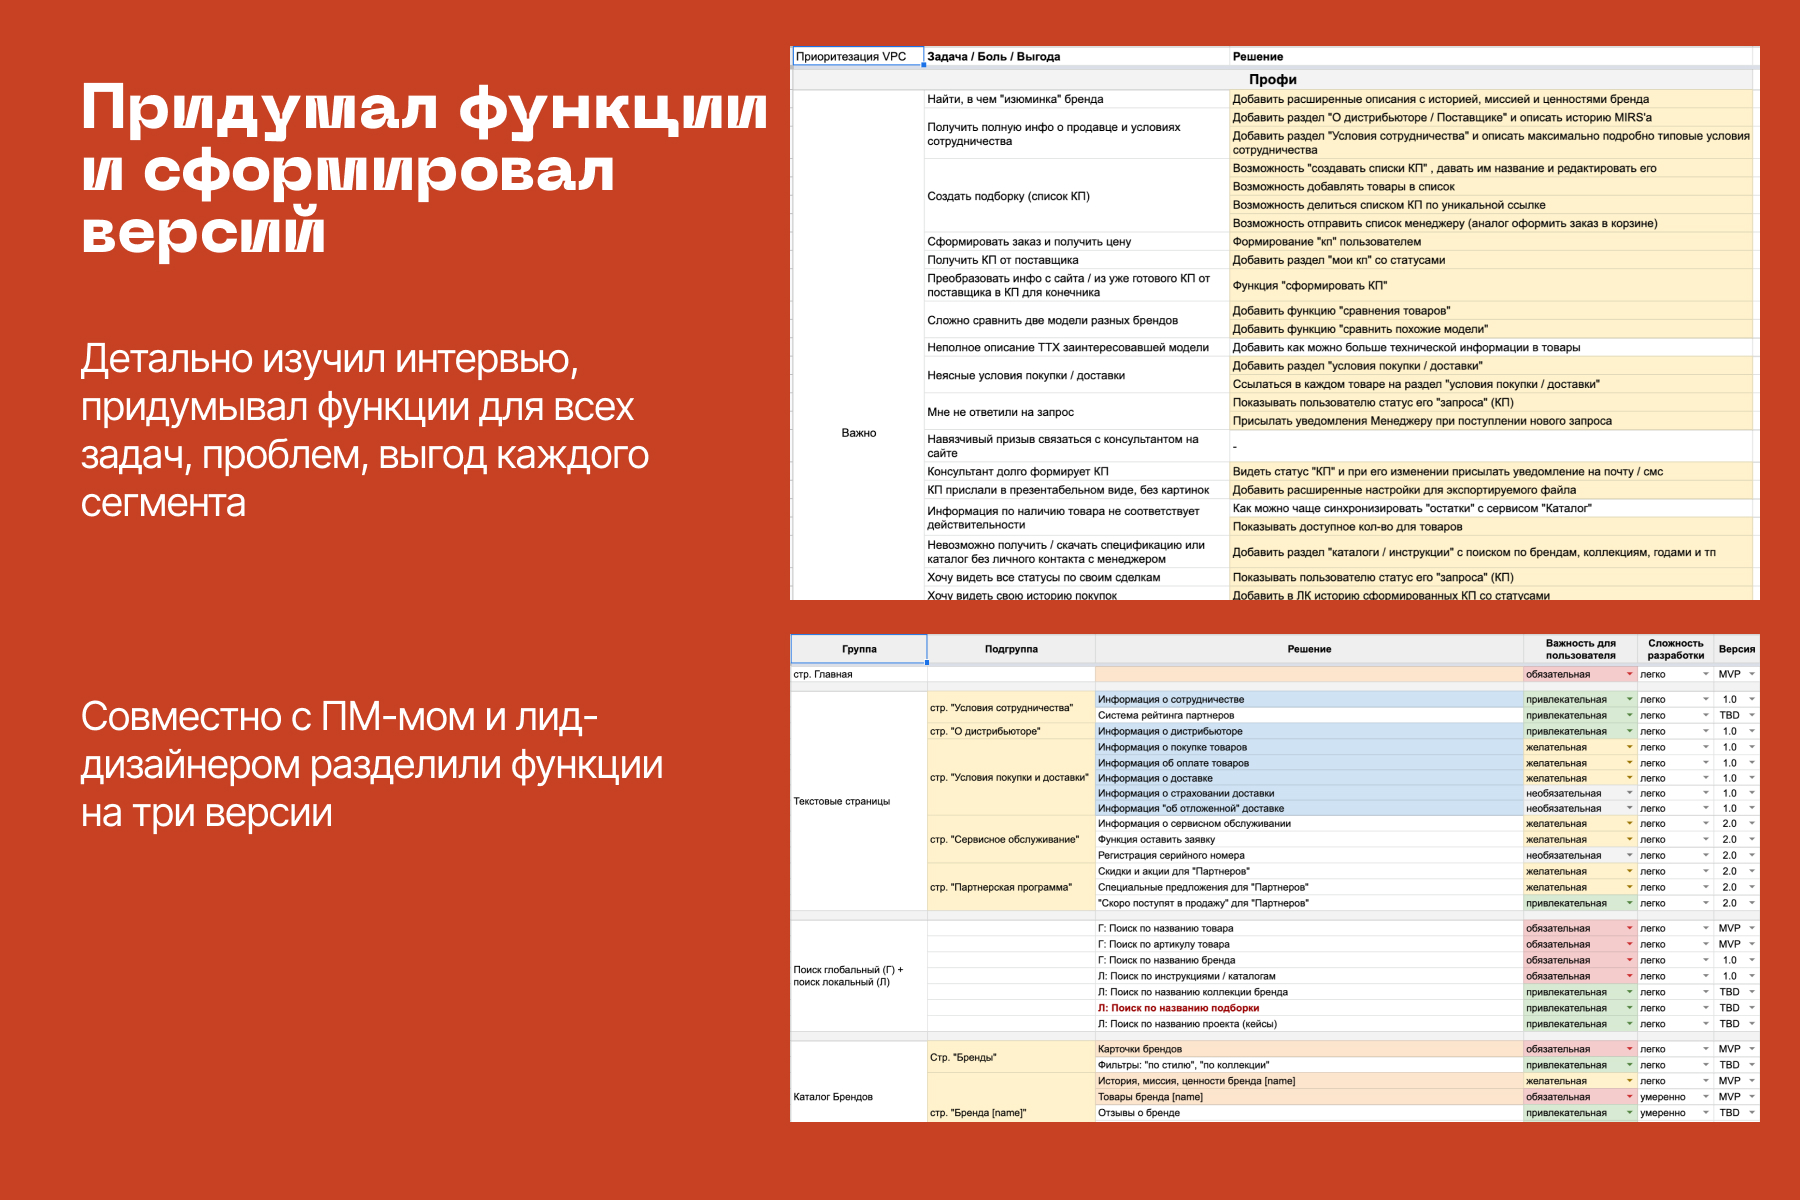 Придумал функции
и сформировал
версий
Детально изучил интервью,
придумывал функции для всех
задач, проблем, выгод каждого
сегмента
Совместно с ПМ-мом и лид-
дизайнером разделили функции
на три версии
Приоритезация VPC Задача / Боль / Выгода Решение
Профи
Важно
Найти, в чем "изюминка" бренда Добавить расширенные описания с историей, миссией и ценностями бренда
Получить полную инфо о продавце и условиях
сотрудничества
Добавить раздел "О дистрибьюторе / Поставщике" и описать историю MIRS'а
Добавить раздел "Условия сотрудничества" и описать максимально подробно типовые условия
сотрудничества
Создать подборку (список КП)
Возможность "создавать списки КП" , давать им название и редактировать его
Возможность добавлять товары в список
Возможность делиться списком КП по уникальной ссылке
Возможность отправить список менеджеру (аналог оформить заказ в корзине)
Сформировать заказ и получить цену Формирование "кп" пользователем
Получить КП от поставщика Добавить раздел "мои кп" со статусами
Преобразовать инфо с сайта / из уже готового КП от
поставщика в КП для конечника
Функция "сформировать КП"
Сложно сравнить две модели разных брендов
Добавить функцию "сравнения товаров"
Добавить функцию "сравнить похожие модели"
Неполное описание ТТХ заинтересовавшей модели Добавить как можно больше технической информации в товары
Неясные условия покупки / доставки
Добавить раздел "условия покупки / доставки"
Ссылаться в каждом товаре на раздел "условия покупки / доставки"
Мне не ответили на запрос
Показывать пользователю статус его "запроса" (КП)
Присылать уведомления Менеджеру при поступлении нового запроса
Навязчивый призыв связаться с консультантом на
сайте
-
Консультант долго формирует КП Видеть статус "КП" и при его изменении присылать уведомление на почту / смс
КП прислали в презентабельном виде, без картинок Добавить расширенные настройки для экспортируемого файла
Информация по наличию товара не соответствует
действительности
Как можно чаще синхронизировать "остатки" с сервисом "Каталог"
Показывать доступное кол-во для товаров
Невозможно получить / скачать спецификацию или
каталог без личного контакта с менеджером
Добавить раздел "каталоги / инструкции" с поиском по брендам, коллекциям, годами и тп
Хочу видеть все статусы по своим сделкам Показывать пользователю статус его "запроса" (КП)
Хочу видеть свою историю покупок Добавить в ЛК историю сформированных КП со статусами
Группа Подгруппа Решение Важность для пользователя Сложность разработки Версия
стр. Главная обязательная легко MVP
Текстовые страницы
стр. "Условия сотрудничества"
Информация о сотрудничестве привлекательная легко 1.0
Система рейтинга партнеров привлекательная легко TBD
стр. "О дистрибьюторе" Информация о дистрибьюторе привлекательная легко 1.0
стр. "Условия покупки и доставки"
Информация о покупке товаров желательная легко 1.0
Информация об оплате товаров желательная легко 1.0
Информация о доставке желательная легко 1.0
Информация о страховании доставки необязательная легко 1.0
Информация "об отложенной" доставке необязательная легко 1.0
стр. "Сервисное обслуживание"
Информация о сервисном обслуживании желательная легко 2.0
Функция оставить заявку желательная легко 2.0
Регистрация серийного номера необязательная легко 2.0
стр. "Партнерская программа"
Скидки и акции для "Партнеров" желательная легко 2.0
Специальные предложения для "Партнеров" желательная легко 2.0
"Скоро поступят в продажу" для "Партнеров" привлекательная легко 2.0
Поиск глобальный (Г) +
поиск локальный (Л)
Г: Поиск по названию товара обязательная легко MVP
Г: Поиск по артикулу товара обязательная легко MVP
Г: Поиск по названию бренда обязательная легко 1.0
Л: Поиск по инструкциями / каталогам обязательная легко 1.0
Л: Поиск по названию коллекции бренда привлекательная легко TBD
Л: Поиск по названию подборки привлекательная легко TBD
Л: Поиск по названию проекта (кейсы) привлекательная легко TBD
Каталог Брендов
Стр. "Бренды"
Карточки брендов обязательная легко MVP
Фильтры: "по стилю", "по коллекции" привлекательная легко TBD
стр. "Бренда [name]"
История, миссия, ценности бренда [name] желательная легко MVP
Товары бренда [name] обязательная умеренно MVP
Отзывы о бренде привлекательная умеренно TBD